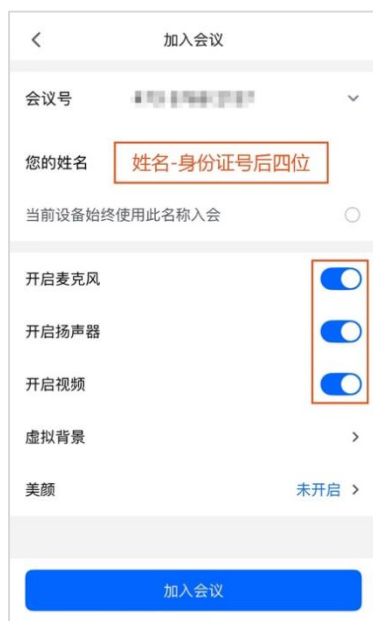 加入会议
会议号
您的姓名 姓名-身份证号后四位
当前设备始终使用此名称入会
开启麦克风
开启扬声器
开启视频
虚拟背景
美颜 未开启
加入会议